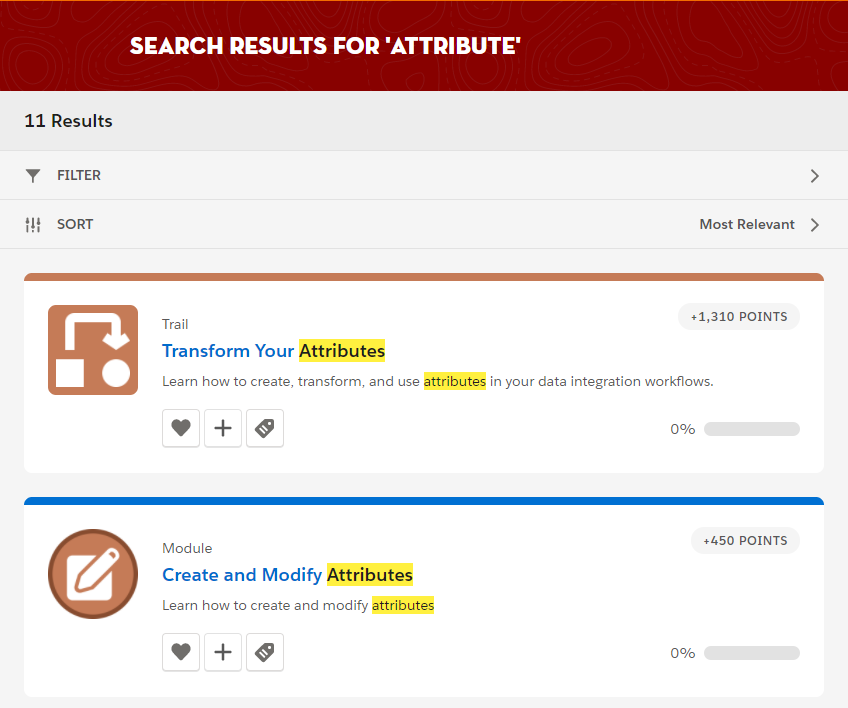 SEARCH RESULTS FOR 'ATTRIBUTE'
11 Results
FILTER
SORT
Most Relevant
+1,310 POINTS
Trail
Transform Your Attributes
Learn how to create, transform, and use attributes in your data integration workflows.
0%
+450 POINTS
Module
Create and Modify Attributes
Learn how to create and modify attributes
0%